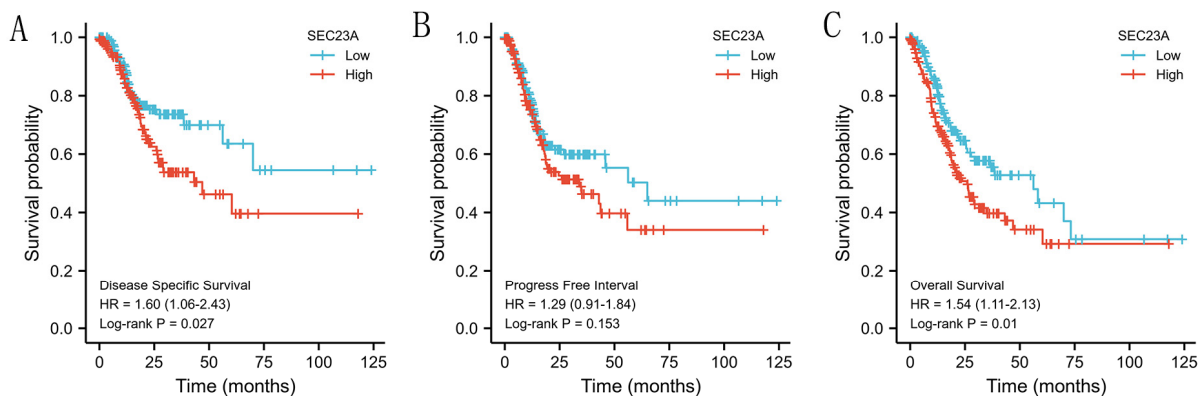 A
SEC23A
Low
High
Survival probability
1.0
0.8
0.6
0.4
0.2
0.0
Disease Specific Survival
HR = 1.60 (1.06-2.43)
Log-rank P = 0.027
0 25 50 75 100 125
Time (months)
B
SEC23A
Low
High
Survival probability
1.0
0.8
0.6
0.4
0.2
0.0
Progress Free Interval
HR = 1.29 (0.91-1.84)
Log-rank P = 0.153
0 25 50 75 100 125
Time (months)
C
SEC23A
Low
High
Survival probability
1.0
0.8
0.6
0.4
0.2
0.0
Overall Survival
HR = 1.54 (1.11-2.13)
Log-rank P = 0.01
0 25 50 75 100 125
Time (months)